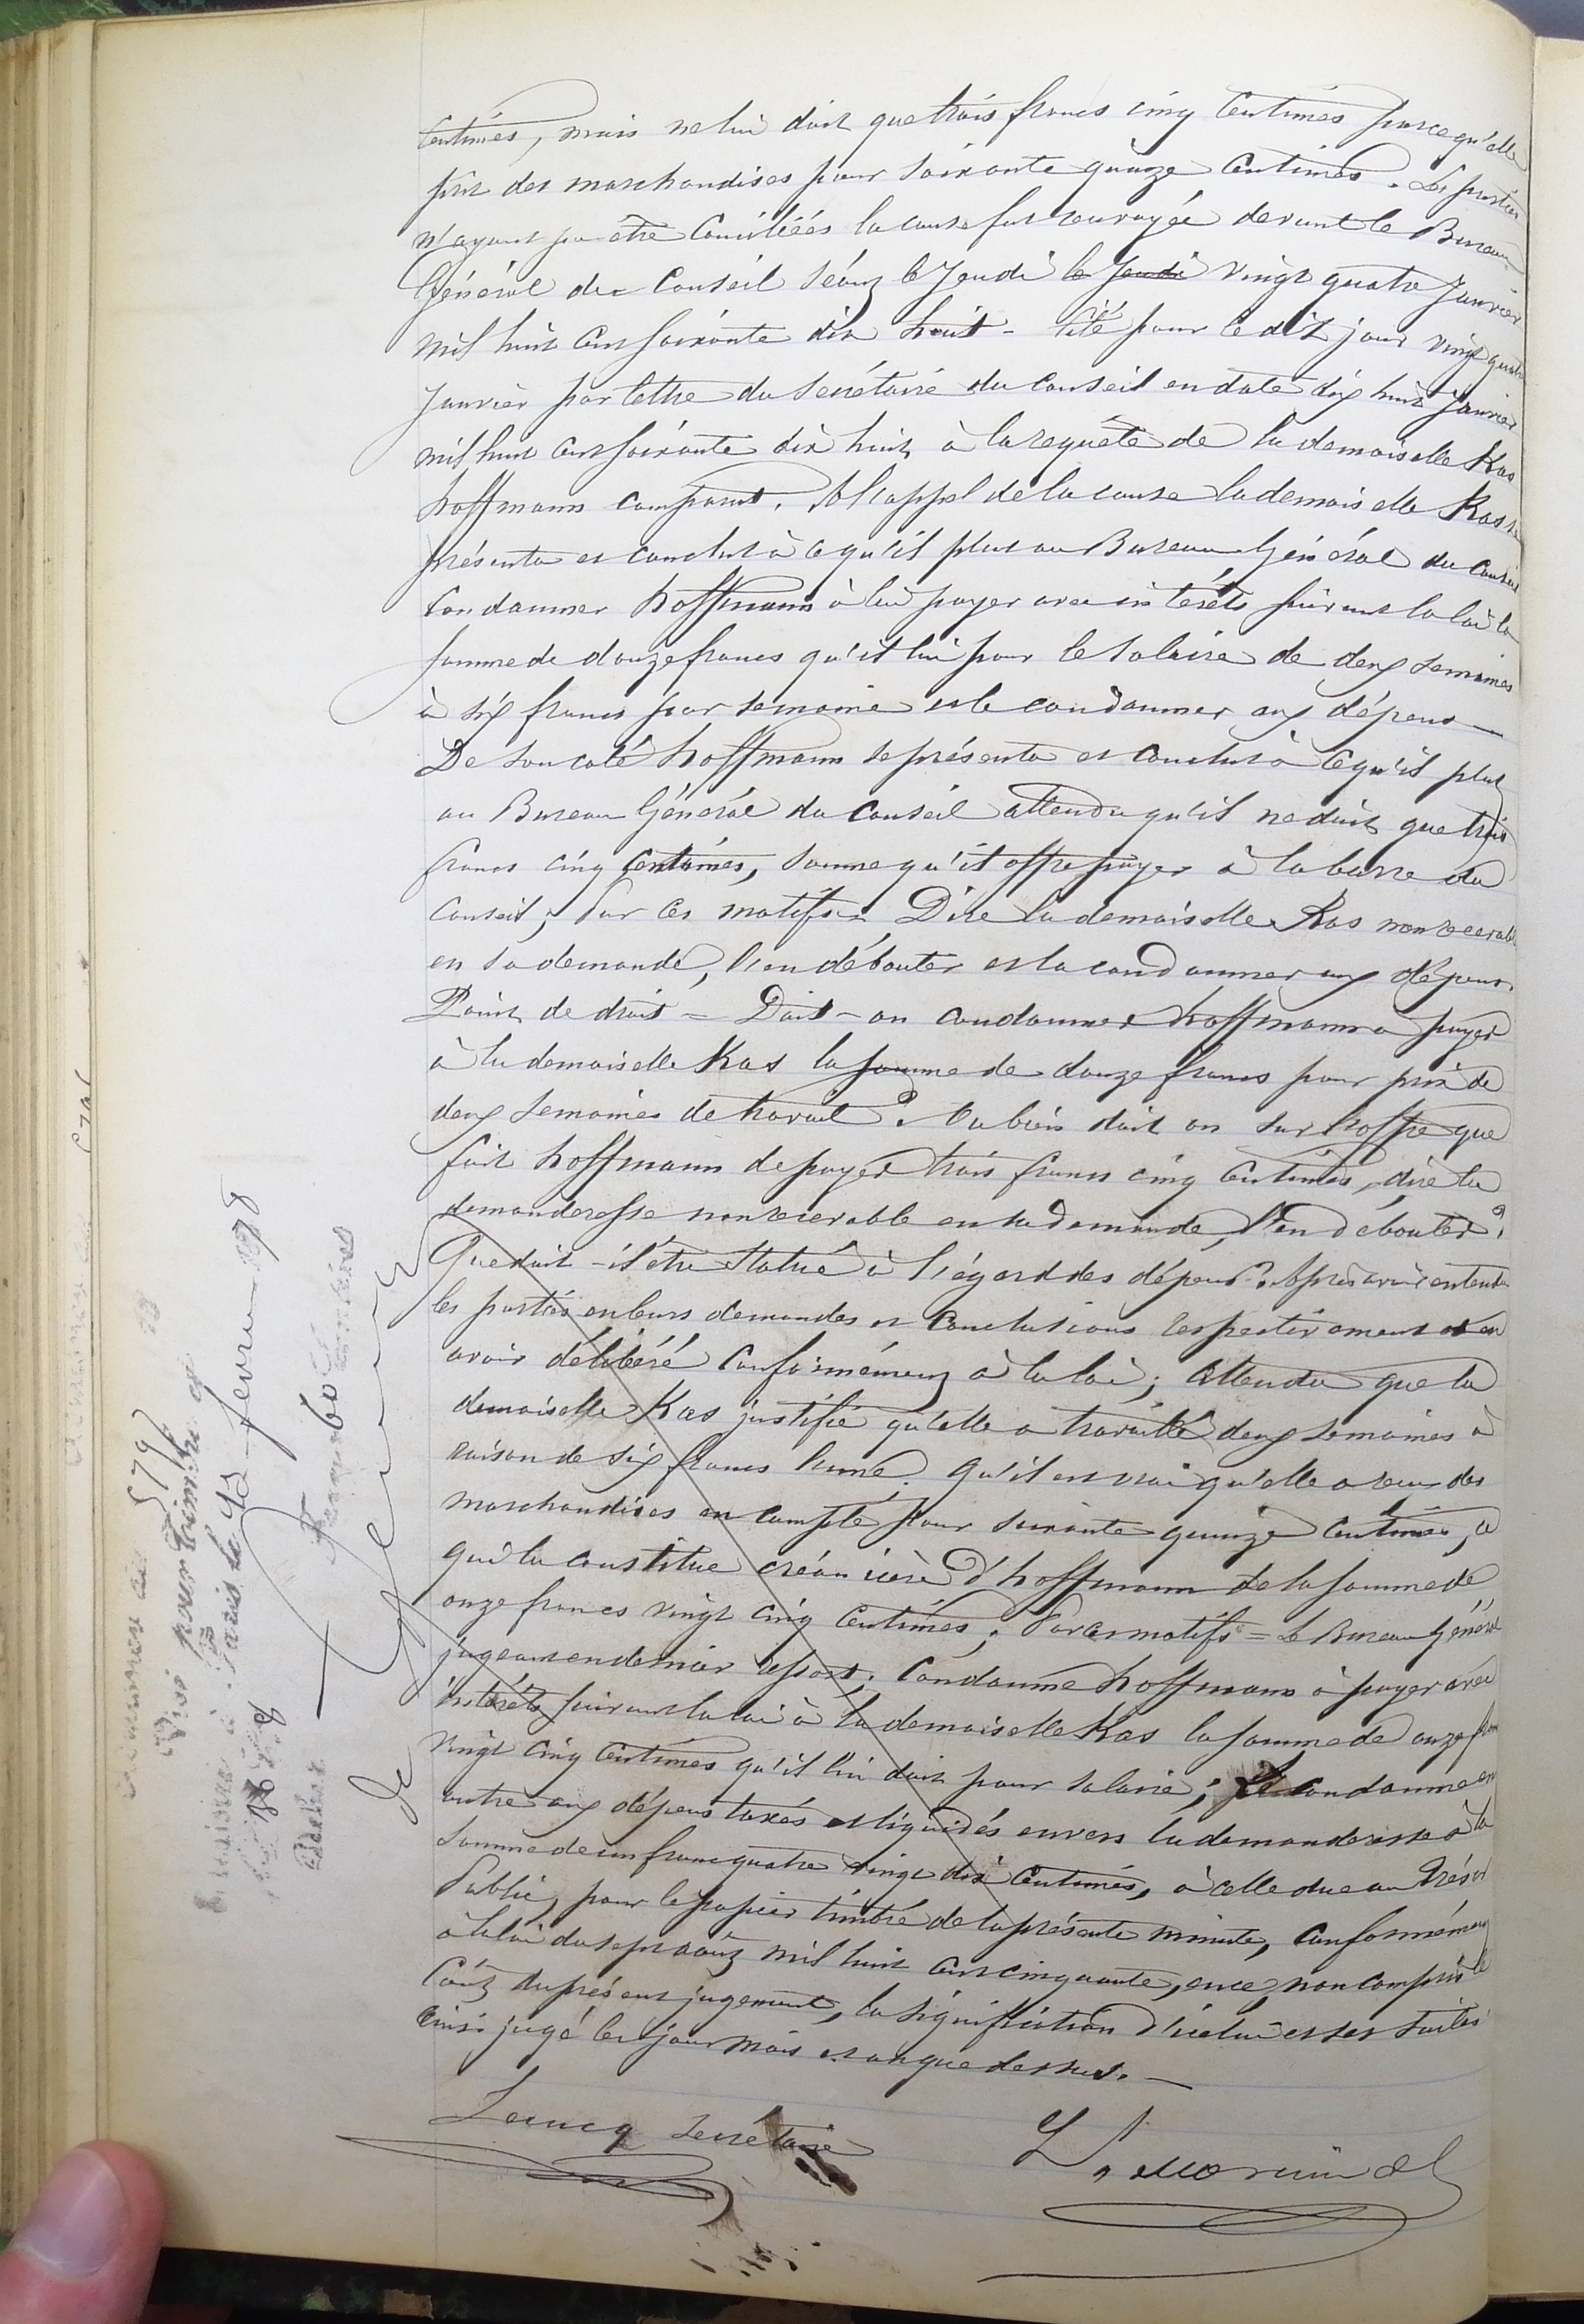 Centimes, mais ne lui doit que trois francs cinq Centimes parce qu'elle
prit des marchandises pour soixante quinze Centimes. Les parties
n'ayant pu être Conciliées la cause fut renvoyée devant le Bureau
Général du Conseil séant le Jeudi le Jeudi vingt quatre Janvier
mil huit cent soixante dix huit – Cité pour le dit jour vingt quatre
Janvier par lettre du Secrétaire du Conseil en date dix huit Janvier
mil huit cent soixante dix huit, à la requête de la demoiselle Kas
hoffmann comparut. A l'appel de la cause la demoiselle Kas se
présenta et conclut à ce qu'il plut au Bureau Général du Conseil
Condamner hoffmann à lui payer avec intérêts suivant la loi la
somme de douze francs qu'il lui pour le salaire de deux semaines
à six francs par semaine et le condamner aux dépens —
De son coté hoffmann se présenta et conclut à ce qu'il plut
au Bureau Général du Conseil attendu qu'il ne doit que trois
francs cinq Centimes, somme qu'il offre payer à la barre du
Conseil; Par ces motifs = Dire la demoiselle Kas non recevable
en sa demande, l'en débouter et la condamner aux dépens.
Point de droit = Doit-on condamner hoffmann à payer
à la demoiselle Kas la somme de douze francs pour prix de
deux semaines de travail? Ou bien doit on sur l'offre que
fait hoffmann de payer trois francs cinq Centimes, dire la
demanderesse non recevable en sa demande, l'en débouter?
Que doit-il être statué à l'égard des dépens? Après avoir entendu
les parties en leurs demandes et Conclusions respectivement et en
avoir délibéré Conformément à la loi; Attendu que la
demoiselle Kas justifie qu'elle a travaillé deux semaines à
raison de six francs l'une. Qu'il est vrai qu'elle a reçu des
marchandises en compte pour soixante quinze Centimes, ce
qui la constitue créancière d'hoffmann de la somme de
onze francs vingt cinq Centimes; Par ces motifs = Le Bureau Général
jugeant en dernier ressort; Condamne hoffmann à payer avec
intérêts suivant la loi à la demoiselle Kas la somme de onze francs
vingt cinq Centimes qu'il lui doit pour salaire; Le condamne en
outre aux dépens taxés et liquidés envers la demanderesse à la
somme de un franc quatre vingt dix Centimes, à celle due au Trésor
Public, pour le papier timbré de la présente minute, Conformément
à la loi du sept août mil huit cent cinquante, en ce non compris le
Coût du présent jugement, la signification d'icelui et ses suites
Ainsi jugé les jour mois et an que dessus. —
Lecucq Secrétaire
579
Visé pour timbre